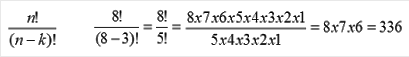 n!/(n−k)!   8!/(8−3)! = 8!/5! = 8x7x6x5x4x3x2x1/5x4x3x2x1 = 8x7x6 = 336